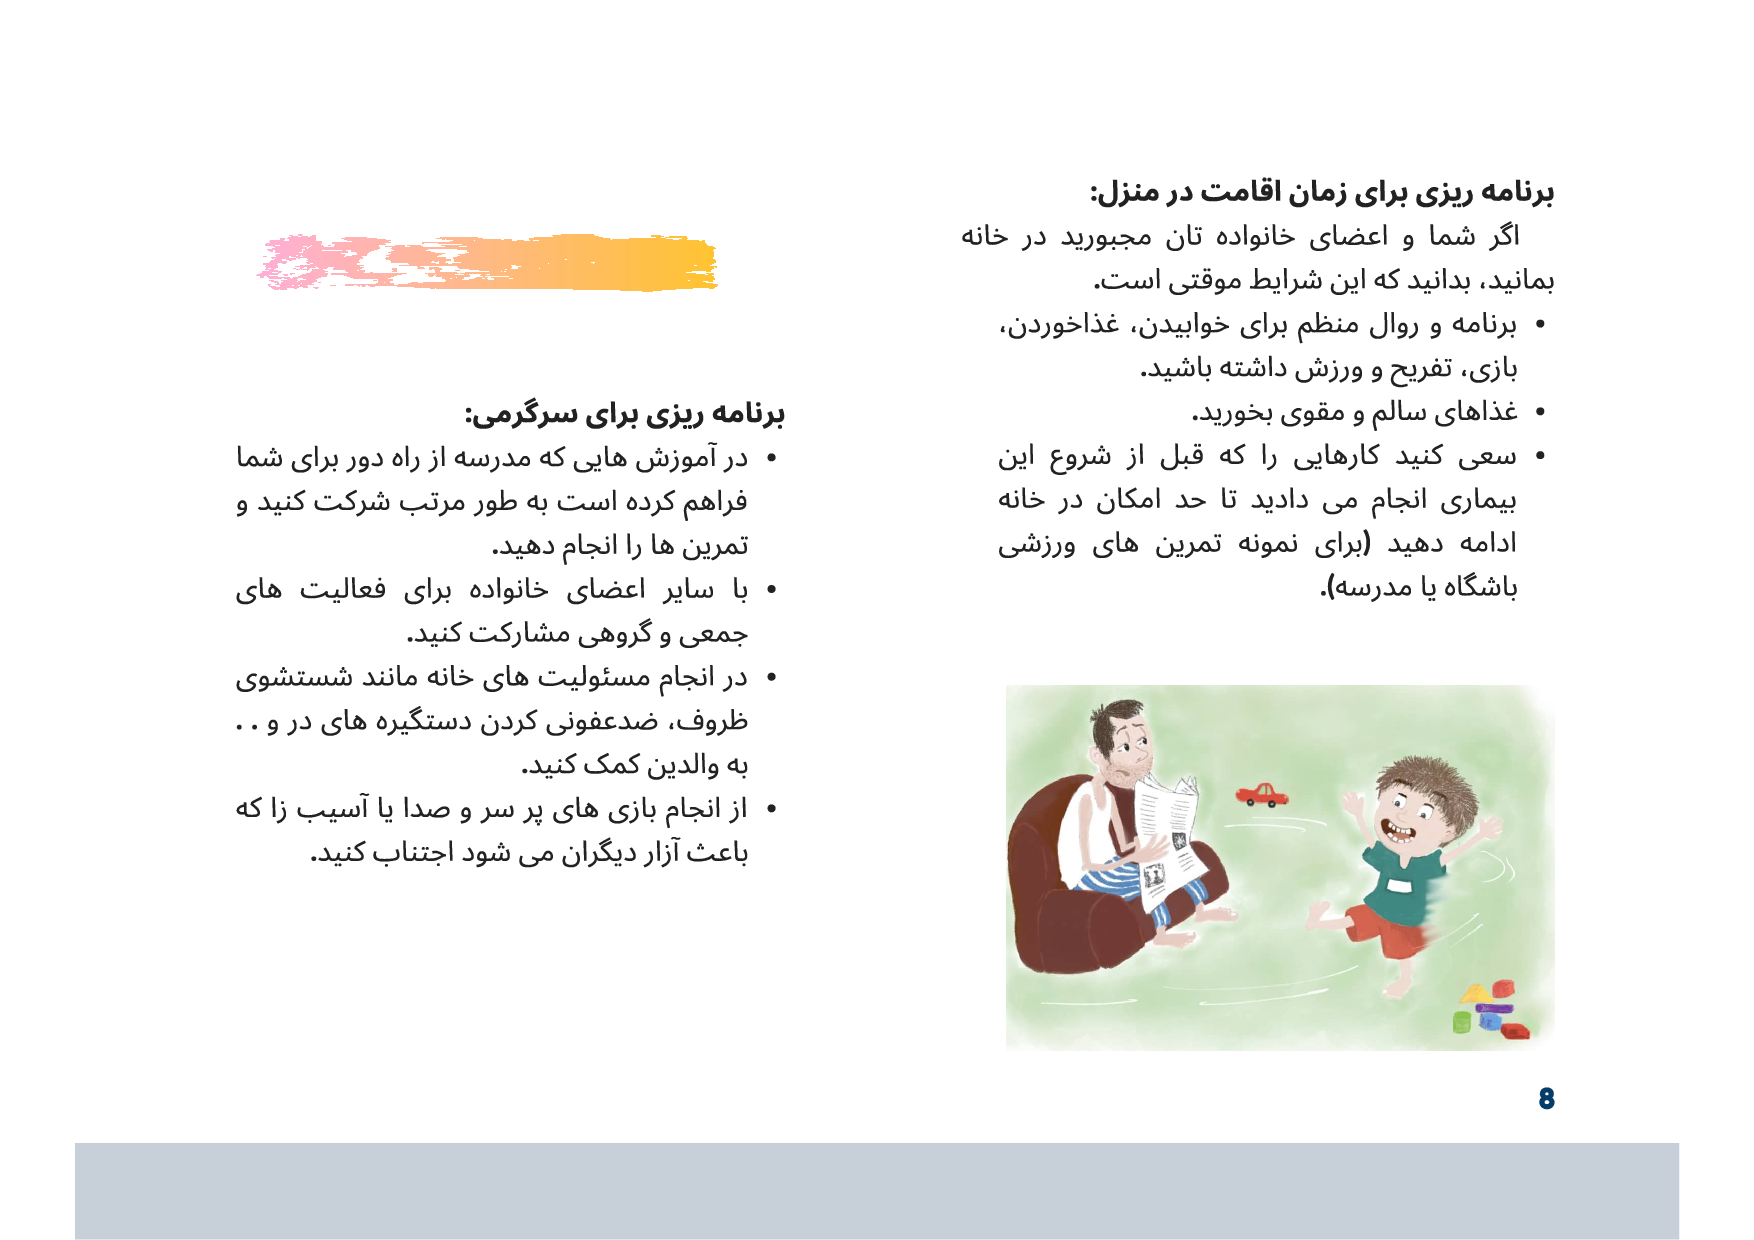 برنامه ریزی برای زمان اقامت در منزل:
اگر شما و اعضای خانواده تان مجبورید در خانه
بمانید، بدانید که این شرایط موقتی است.
• برنامه و روال منظم برای خوابیدن، غذاخوردن،
بازی، تفریح و ورزش داشته باشید.
• غذاهای سالم و مقوی بخورید.
• سعی کنید کارهایی را که قبل از شروع این
بیماری انجام می دادید تا حد امکان در خانه
ادامه دهید (برای نمونه تمرین های ورزشی
باشگاه یا مدرسه).
برنامه ریزی برای سرگرمی:
• در آموزش هایی که مدرسه از راه دور برای شما
فراهم کرده است به طور مرتب شرکت کنید و
تمرین ها را انجام دهید.
• با سایر اعضای خانواده برای فعالیت های
جمعی و گروهی مشارکت کنید.
• در انجام مسئولیت های خانه مانند شستشوی
ظروف، ضدعفونی کردن دستگیره های در و . .
به والدین کمک کنید.
• از انجام بازی های پر سر و صدا یا آسیب زا که
باعث آزار دیگران می شود اجتناب کنید.
8